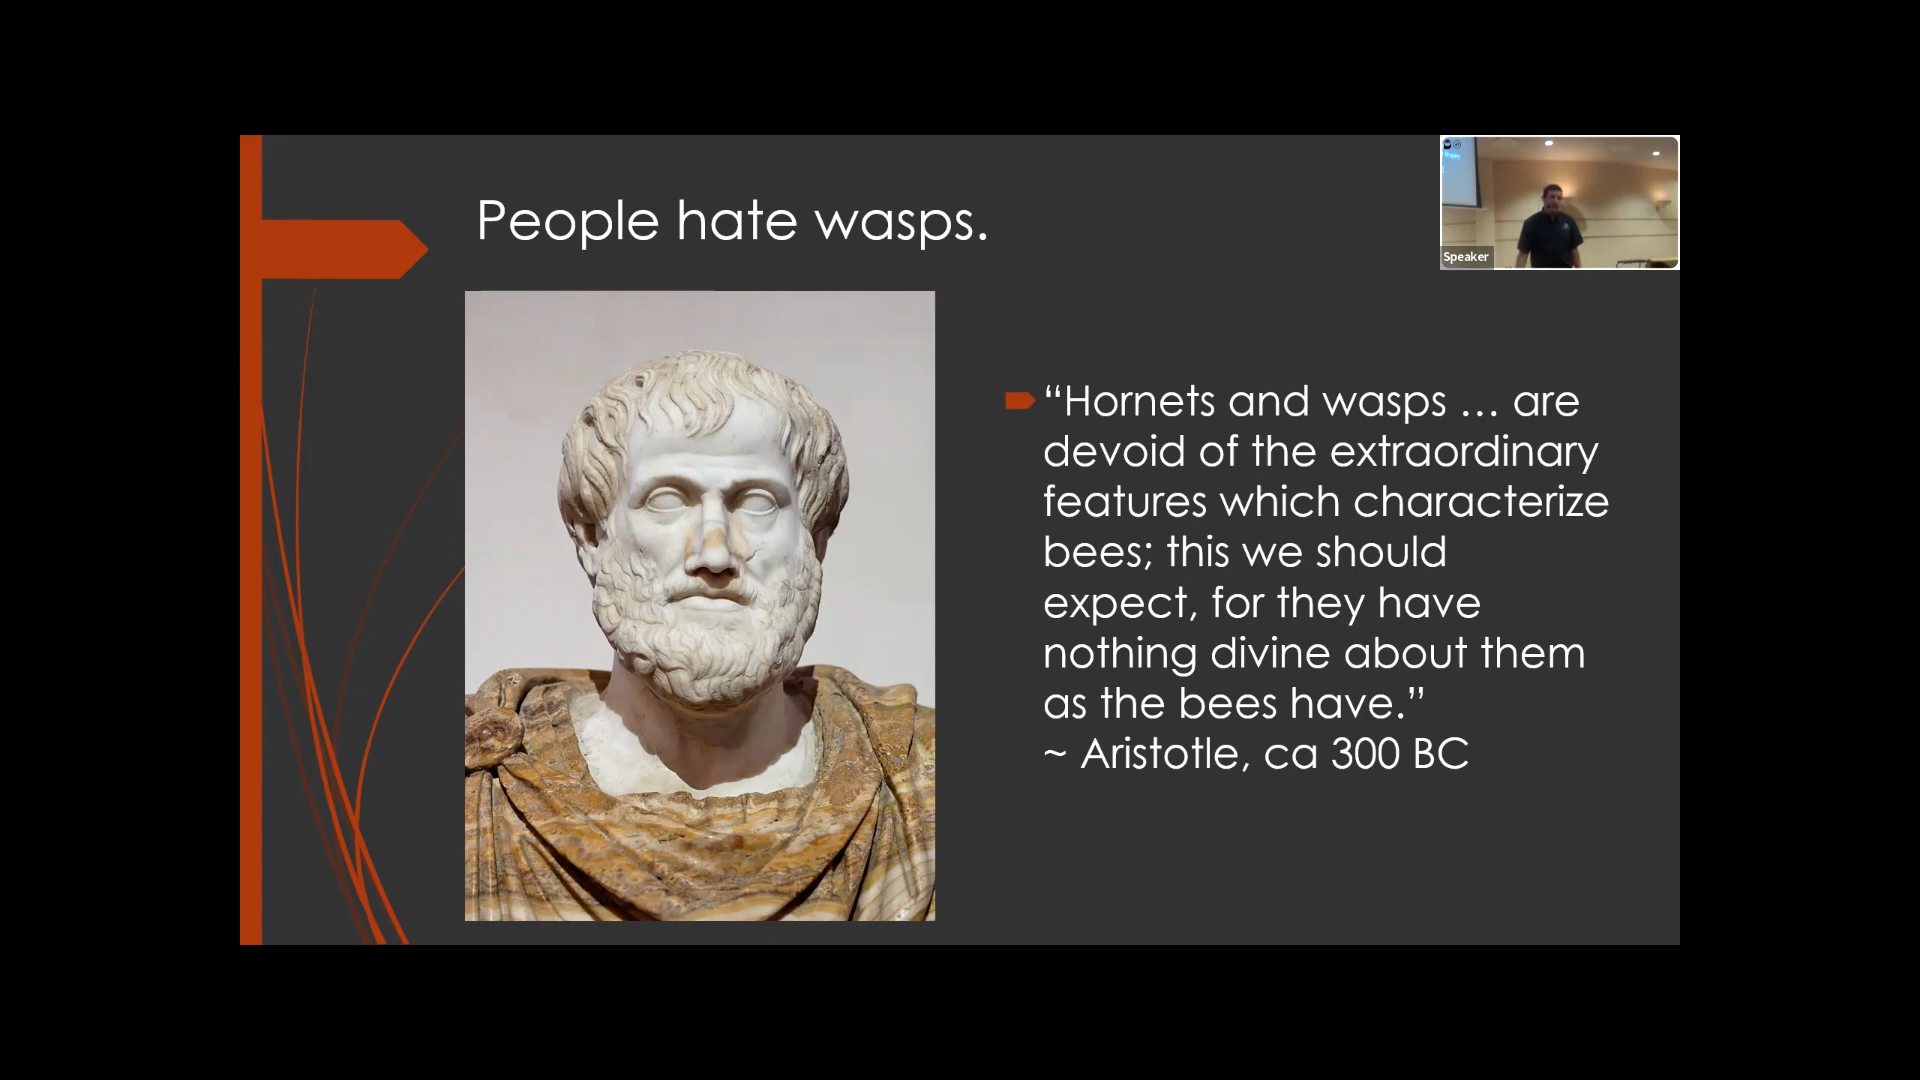 People hate wasps.
Speaker
“Hornets and wasps … are
devoid of the extraordinary
features which characterize
bees; this we should
expect, for they have
nothing divine about them
as the bees have.”
~ Aristotle, ca 300 BC